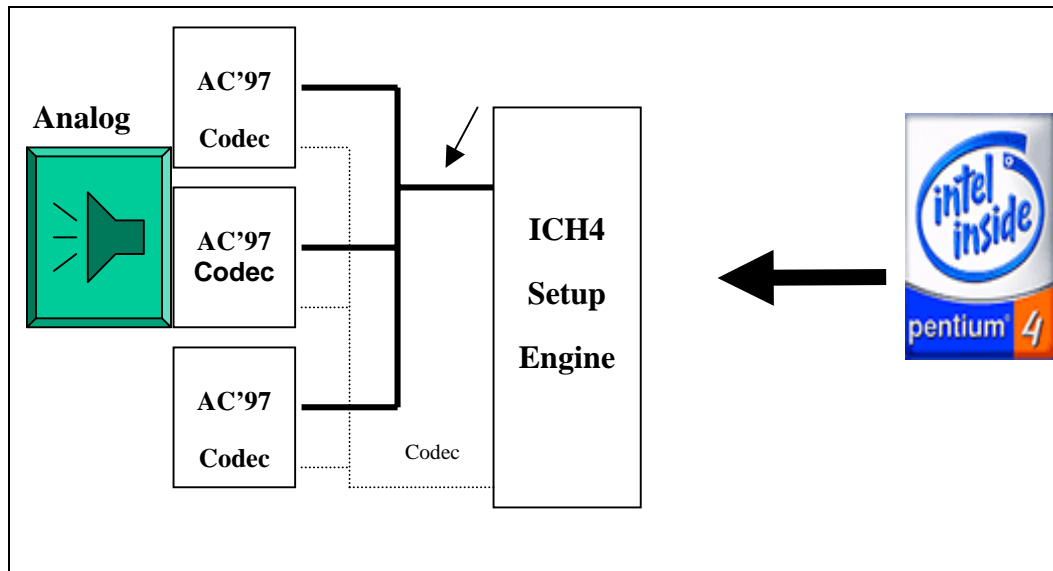 AC'97
Codec
Analog
AC'97
Codec
AC'97
Codec
Codec
ICH4
Setup
Engine
intel
inside
pentium® 4